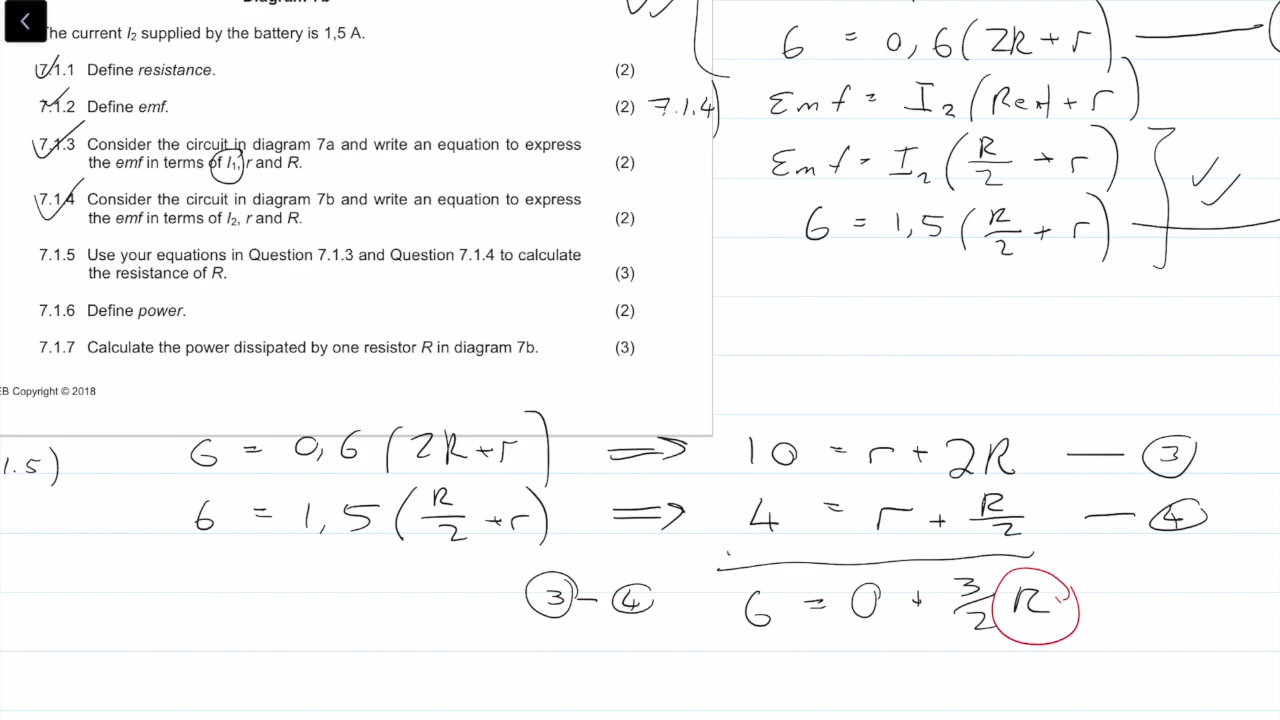 Diagram 7b
The current I₂ supplied by the battery is 1,5 A.
7.1.1 Define resistance. (2)
7.1.2 Define emf. (2)
7.1.3 Consider the circuit in diagram 7a and write an equation to express
the emf in terms of I₁, r and R. (2)
7.1.4 Consider the circuit in diagram 7b and write an equation to express
the emf in terms of I₂, r and R. (2)
7.1.5 Use your equations in Question 7.1.3 and Question 7.1.4 to calculate
the resistance of R. (3)
7.1.6 Define power. (2)
7.1.7 Calculate the power dissipated by one resistor R in diagram 7b. (3)
EB Copyright © 2018
6 = 0,6(2R+r)
7.1.4) Emf = I₂(Rext + r)
Emf = I₂(R/2 + r)
6 = 1,5(R/2 + r)
1.5) 6 = 0,6(2R+r) ⇒ 10 = r + 2R — ③
6 = 1,5(R/2 + r) ⇒ 4 = r + R/2 — ④
③ - ④ 6 = 0 + 3/2 R